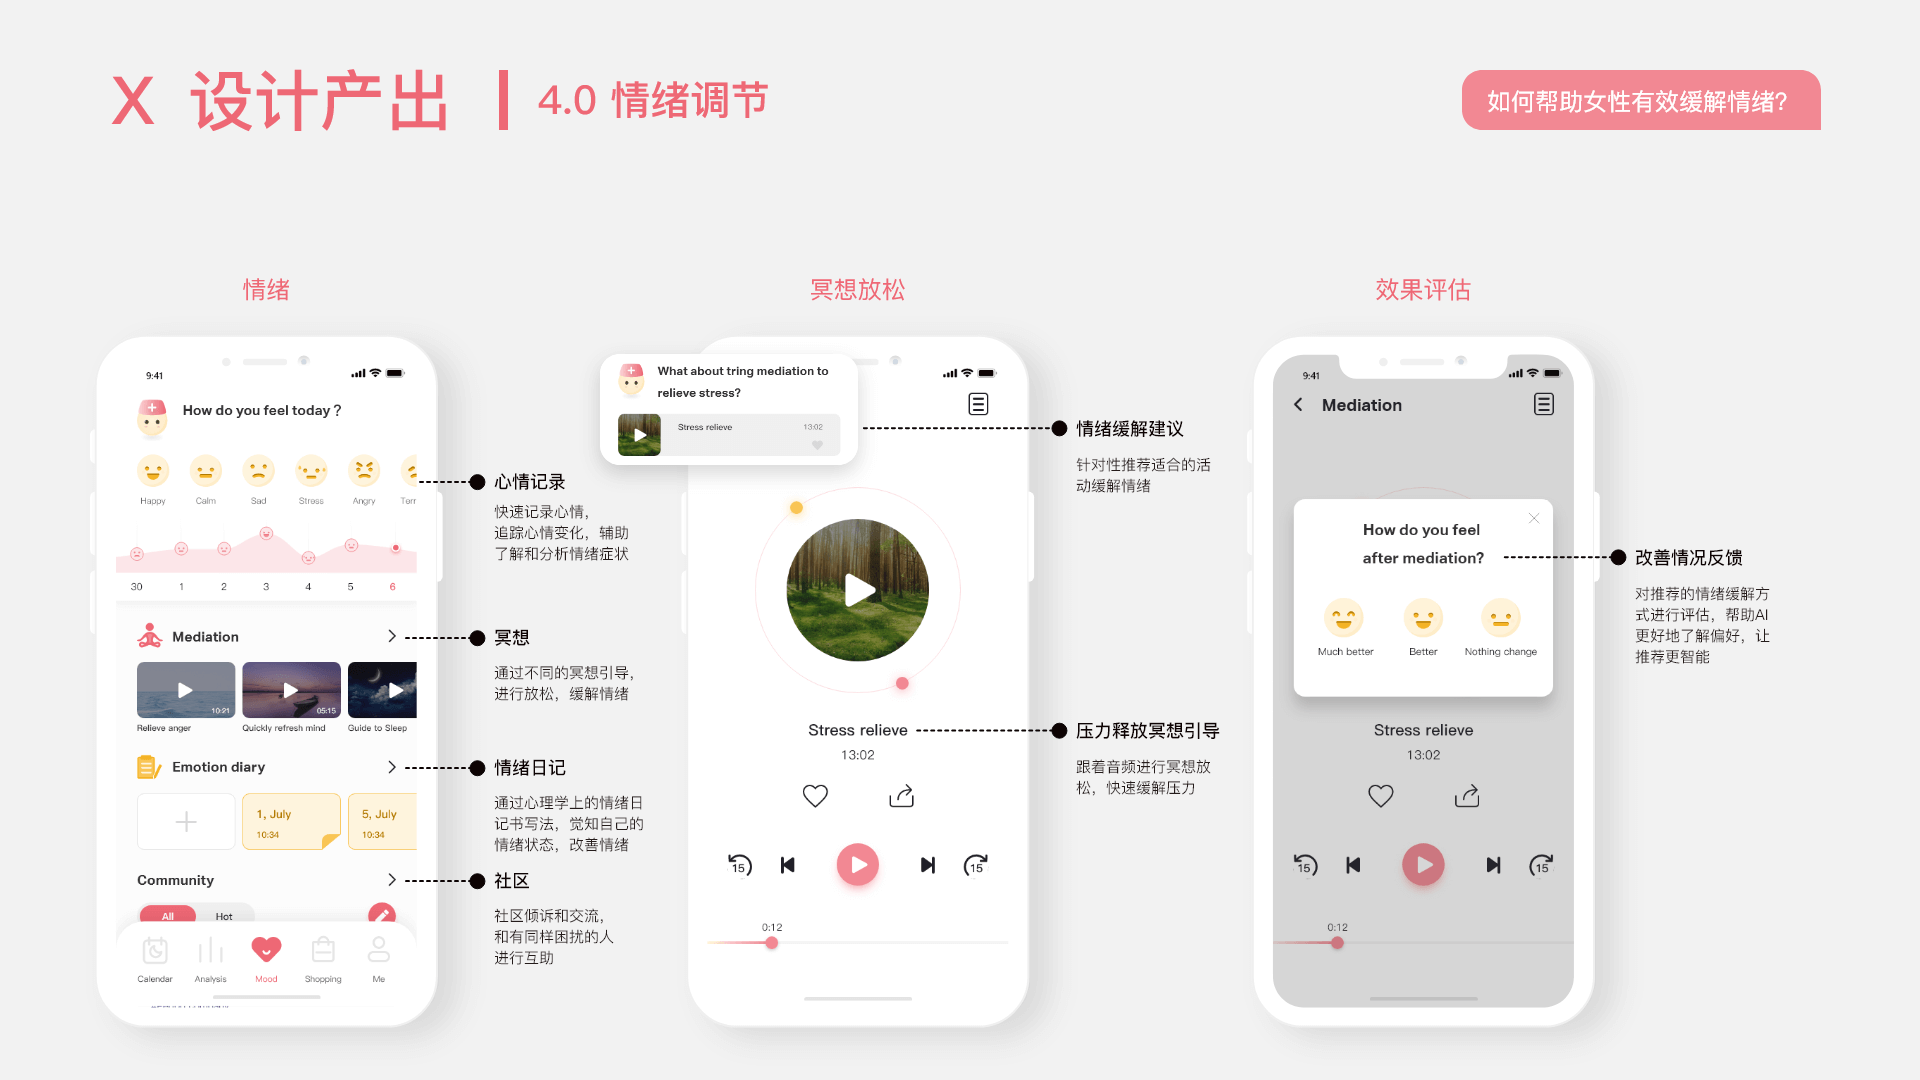 X 设计产出 | 4.0 情绪调节
如何帮助女性有效缓解情绪?
情绪
9:41
How do you feel today ?
Happy Calm Sad Stress Angry Terr
30 1 2 3 4 5 6
Mediation
10:21 05:15
Relieve anger Quickly refresh mind Guide to Sleep
Emotion diary
1, July 5, July
10:34 10:34
Community
All Hot
Calendar Analysis Mood Shopping Me
心情记录
快速记录心情，
追踪心情变化，辅助
了解和分析情绪症状
冥想
通过不同的冥想引导，
进行放松，缓解情绪
情绪日记
通过心理学上的情绪日
记书写法，觉知自己的
情绪状态，改善情绪
社区
社区倾诉和交流，
和有同样困扰的人
进行互助
冥想放松
What about tring mediation to
relieve stress?
Stress relieve 13:02
Stress relieve
13:02
15 15
0:12
情绪缓解建议
针对性推荐适合的活
动缓解情绪
压力释放冥想引导
跟着音频进行冥想放
松，快速缓解压力
效果评估
9:41
Mediation
How do you feel
after mediation?
Much better Better Nothing change
Stress relieve
13:02
15 15
0:12
改善情况反馈
对推荐的情绪缓解方
式进行评估，帮助AI
更好地了解偏好，让
推荐更智能